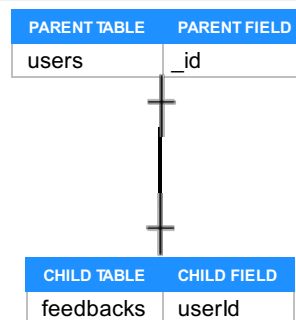 PARENT TABLE PARENT FIELD
users _id
CHILD TABLE CHILD FIELD
feedbacks userId